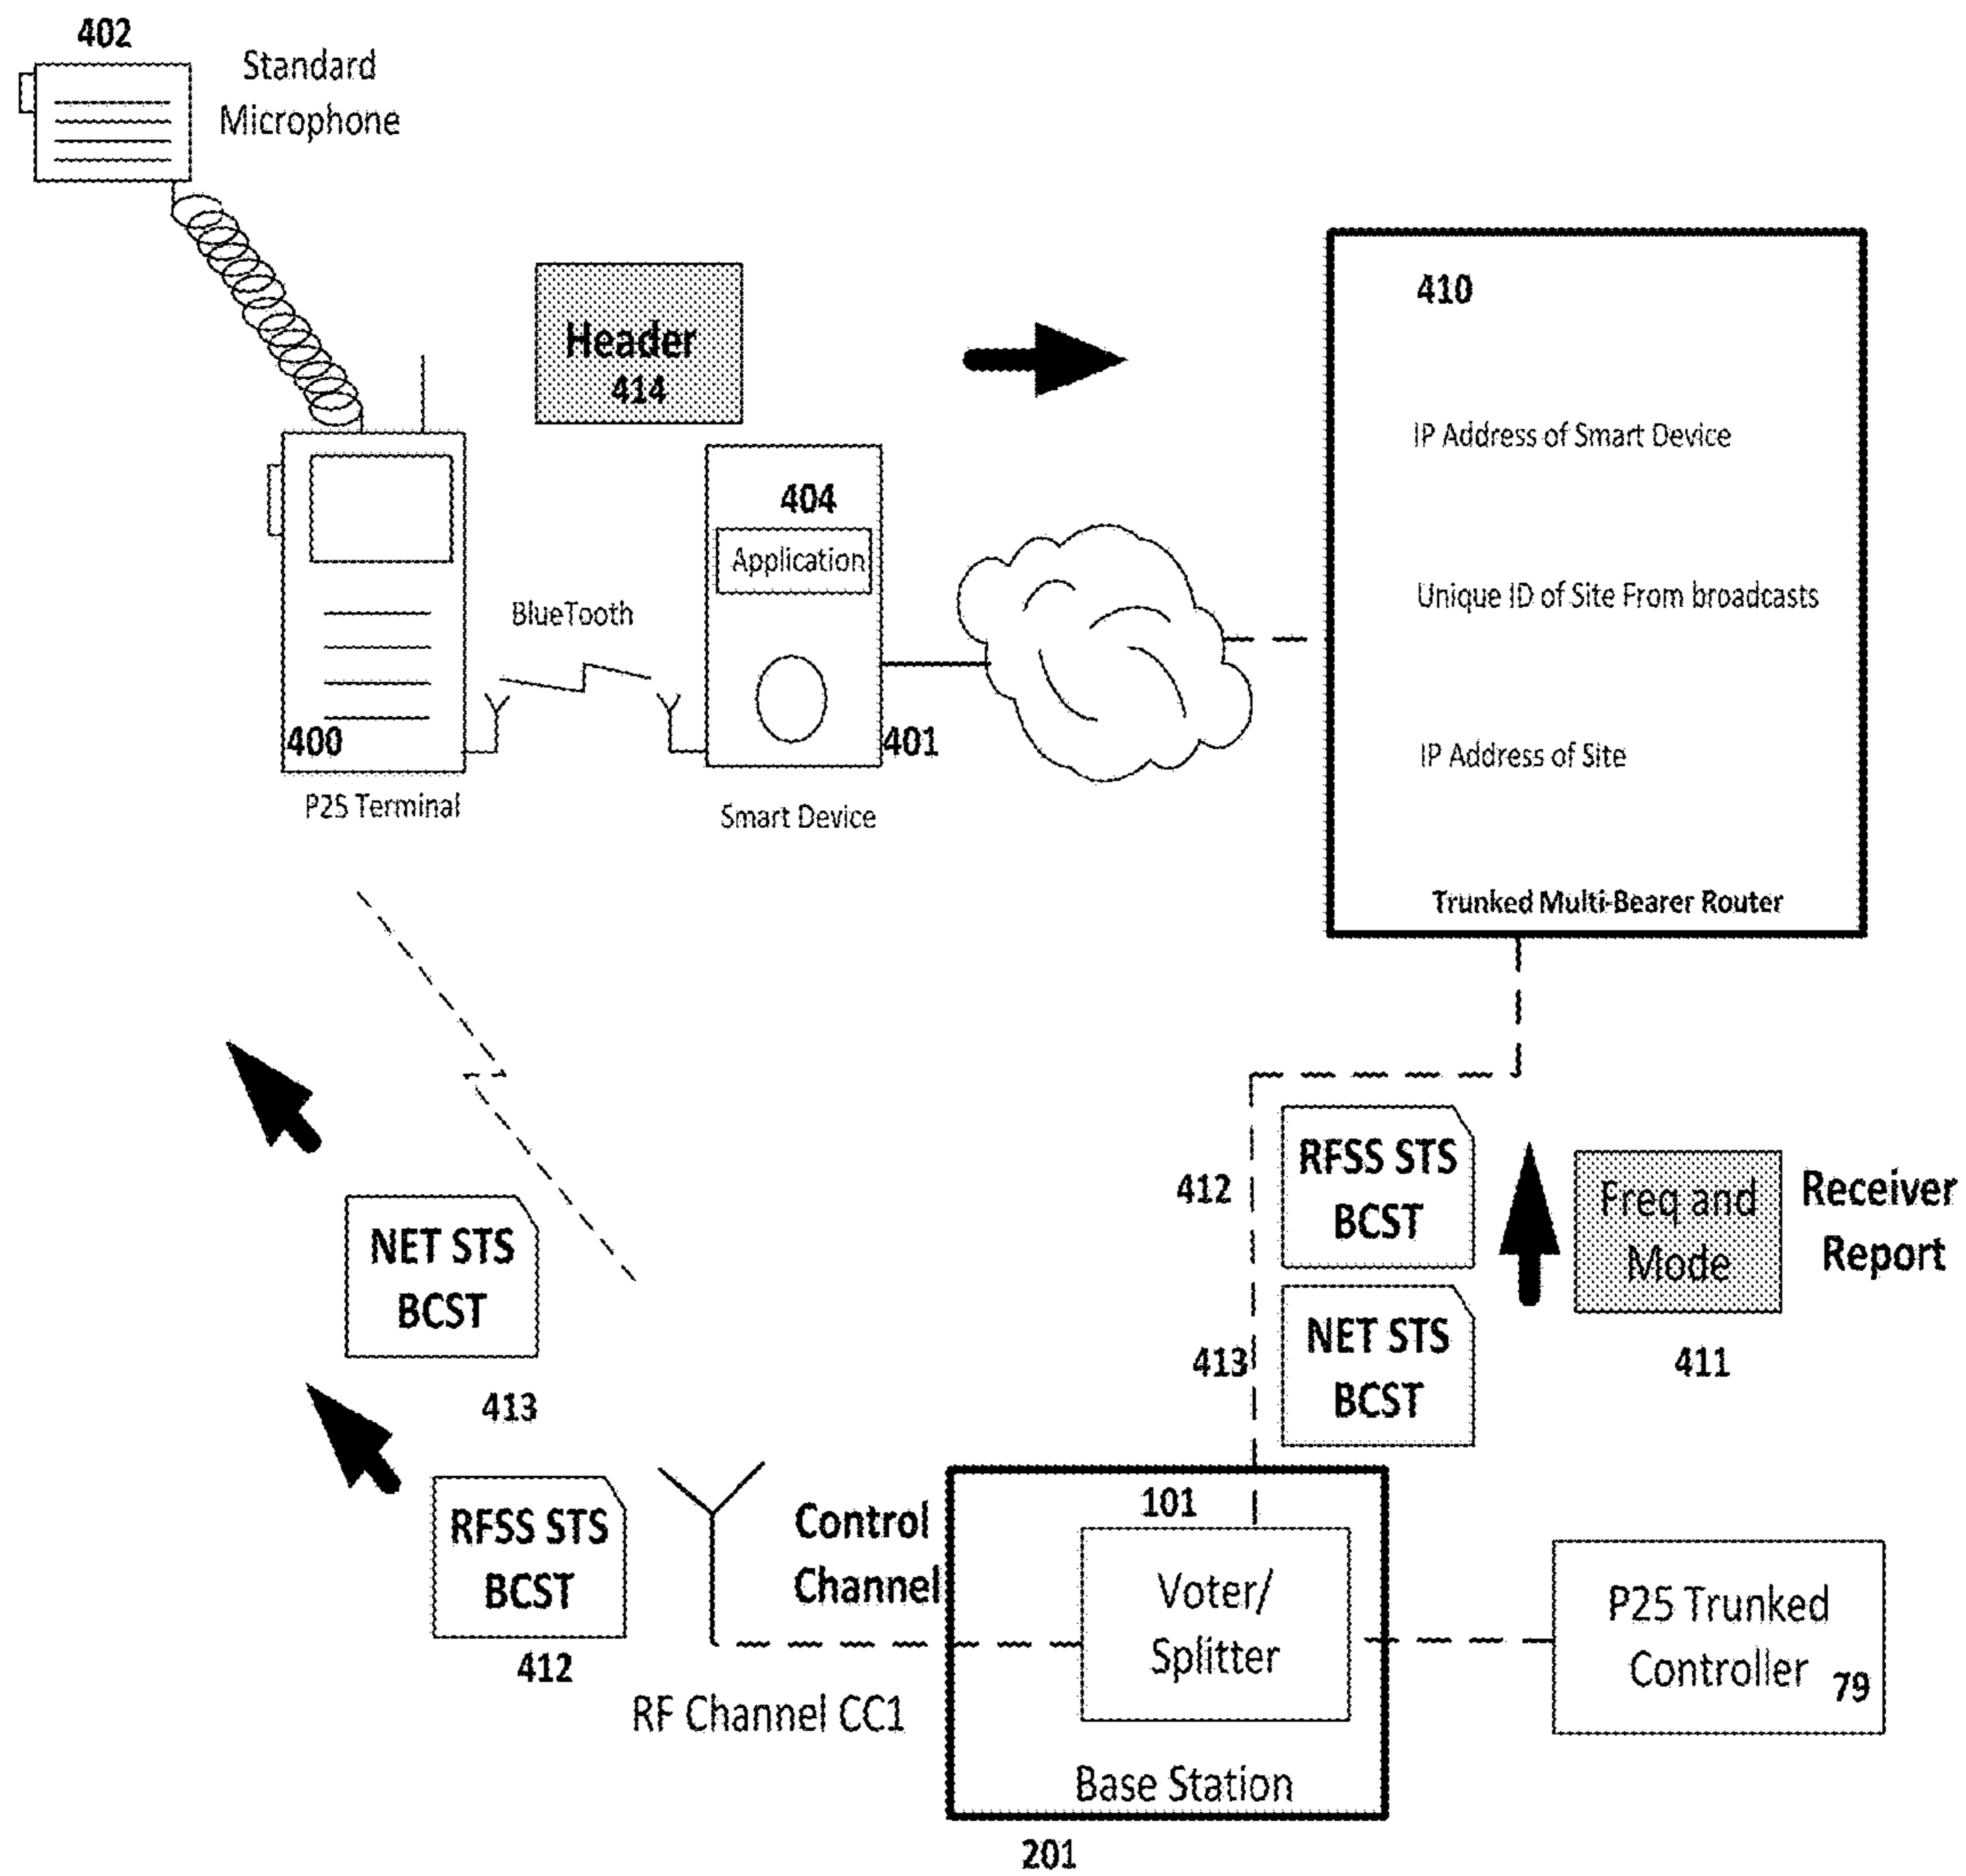 402
Standard
Microphone
Header
414
410
IP Address of Smart Device
404
Application
BlueTooth
Unique ID of Site From broadcasts
400
401
IP Address of Site
P25 Terminal
Smart Device
Trunked Multi-Bearer Router
412
RFSS STS
BCST
Freq and
Mode
Receiver
Report
NET STS
BCST
413
413
NET STS
BCST
411
RFSS STS
BCST
412
Control
Channel
101
Voter/
Splitter
P25 Trunked
Controller
79
RF Channel CC1
Base Station
201